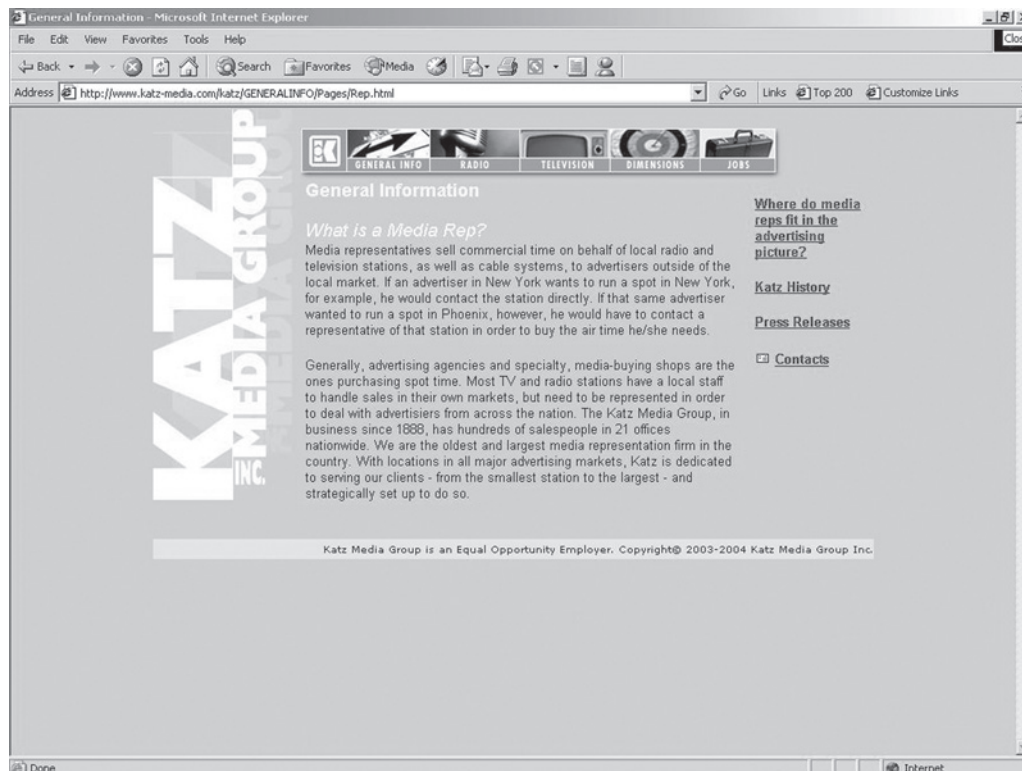 General Information - Microsoft Internet Explorer
File Edit View Favorites Tools Help
Clos
Back Search Favorites Media
Address http://www.katz-media.com/katz/GENERALINFO/Pages/Rep.html Go Links Top 200 Customize Links
KATZ
MEDIA GROUP
INC.
GENERAL INFO RADIO TELEVISION DIMENSIONS JOBS
General Information
What is a Media Rep?
Media representatives sell commercial time on behalf of local radio and
television stations, as well as cable systems, to advertisers outside of the
local market. If an advertiser in New York wants to run a spot in New York,
for example, he would contact the station directly. If that same advertiser
wanted to run a spot in Phoenix, however, he would have to contact a
representative of that station in order to buy the air time he/she needs.
Generally, advertising agencies and specialty, media-buying shops are the
ones purchasing spot time. Most TV and radio stations have a local staff
to handle sales in their own markets, but need to be represented in order
to deal with advertisiers from across the nation. The Katz Media Group, in
business since 1888, has hundreds of salespeople in 21 offices
nationwide. We are the oldest and largest media representation firm in the
country. With locations in all major advertising markets, Katz is dedicated
to serving our clients - from the smallest station to the largest - and
strategically set up to do so.
Where do media
reps fit in the
advertising
picture?
Katz History
Press Releases
Contacts
Katz Media Group is an Equal Opportunity Employer. Copyright© 2003-2004 Katz Media Group Inc.
Done Internet